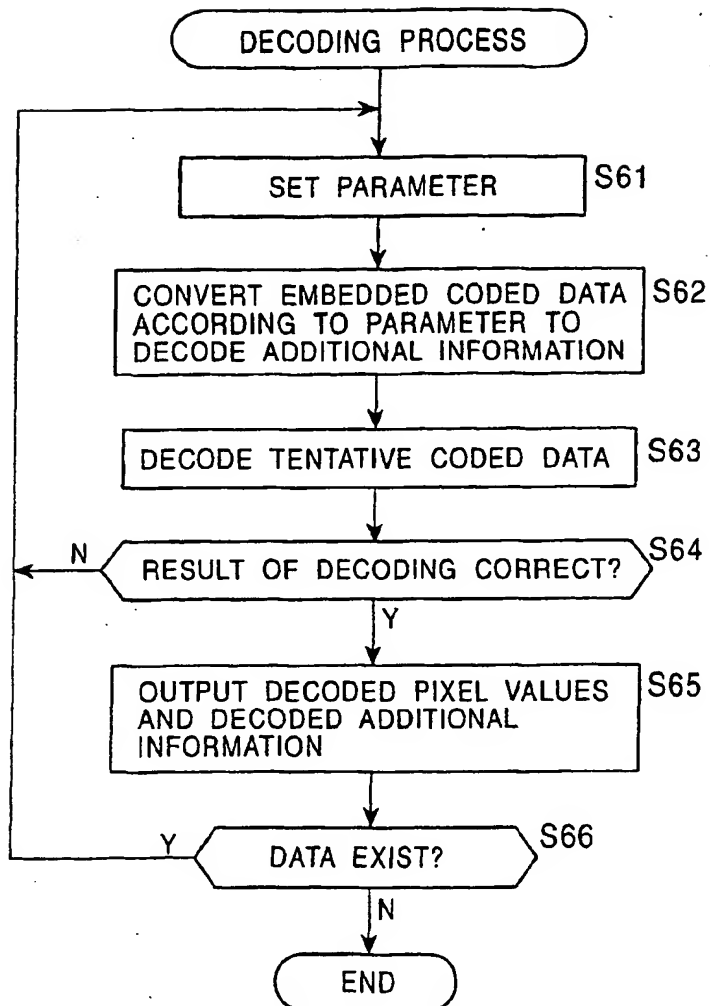 DECODING PROCESS
SET PARAMETER
S61
CONVERT EMBEDDED CODED DATA
ACCORDING TO PARAMETER TO
DECODE ADDITIONAL INFORMATION
S62
DECODE TENTATIVE CODED DATA
S63
N
RESULT OF DECODING CORRECT?
S64
Y
OUTPUT DECODED PIXEL VALUES
AND DECODED ADDITIONAL
INFORMATION
S65
Y
DATA EXIST?
S66
N
END